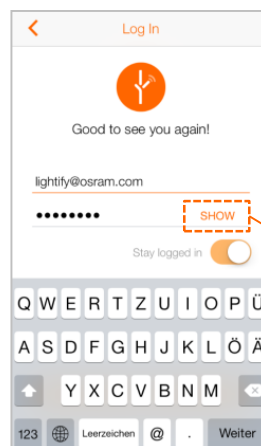 Log In
Good to see you again!
lightify@osram.com
●●●●●●●● SHOW
Stay logged in
Q W E R T Z U I O P Ü
A S D F G H J K L Ö Ä
Y X C V B N M
123 Leerzeichen @ . Weiter